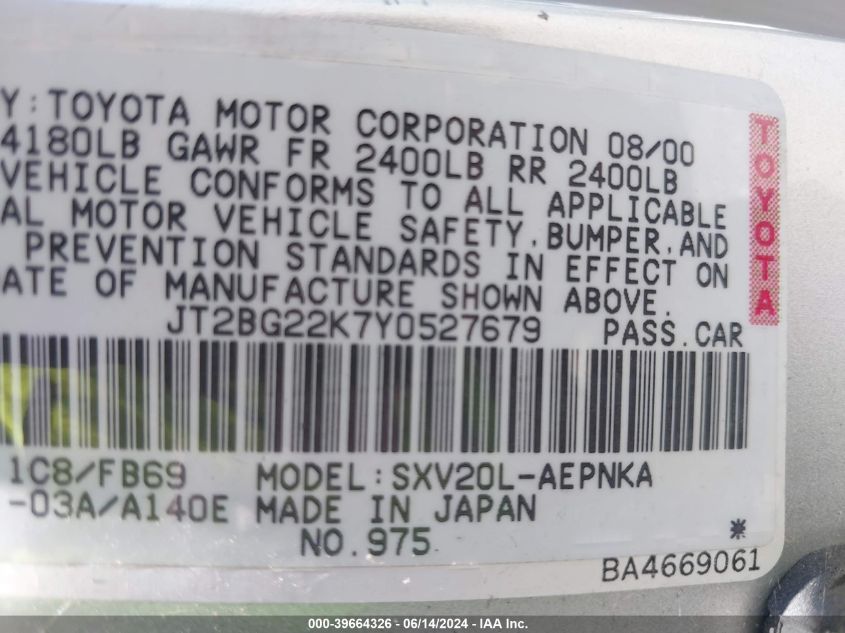 Y:TOYOTA MOTOR CORPORATION 08/00
4180LB GAWR FR 2400LB RR 2400LB
VEHICLE CONFORMS TO ALL APPLICABLE
AL MOTOR VEHICLE SAFETY,BUMPER,AND
PREVENTION STANDARDS IN EFFECT ON
ATE OF MANUFACTURE SHOWN ABOVE.
JT2BG22K7Y0527679 PASS.CAR
TOYOTA
1C8/FB69 MODEL:SXV20L-AEPNKA
-03A/A140E MADE IN JAPAN
NO.975
*
BA4669061
000-39664326 - 06/14/2024 - IAAI.com